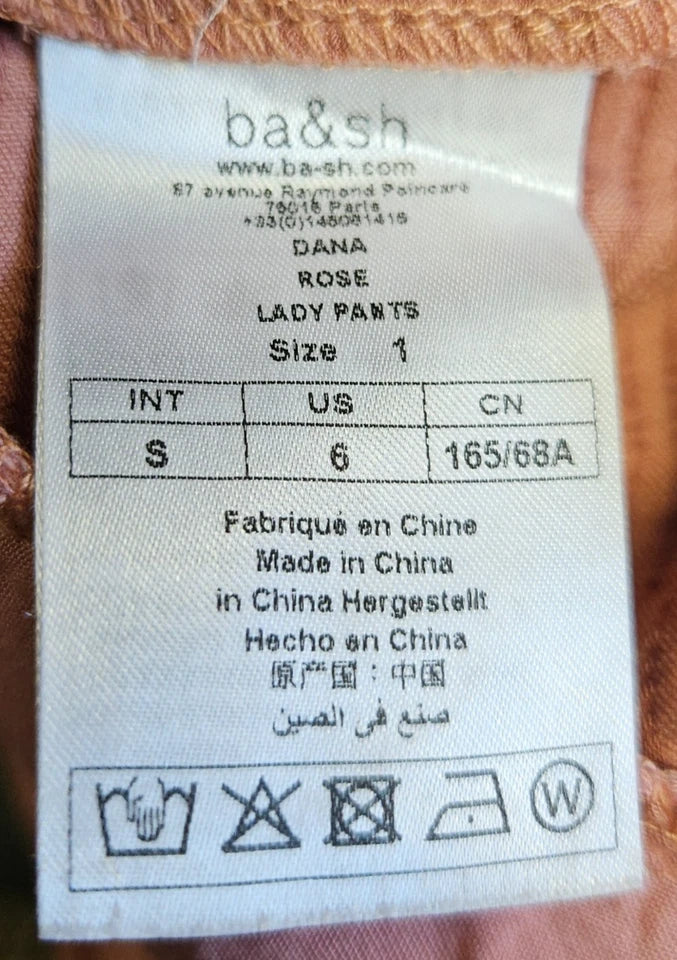 ba&sh
www.ba-sh.com
67 avenue Raymond Poincaré
75016 Paris
+33(0)145081415
DANA
ROSE
LADY PANTS
Size 1
INT US CN
S 6 165/68A
Fabriqué en Chine
Made in China
in China Hergestellt
Hecho en China
原产国：中国
صنع في الصين
W